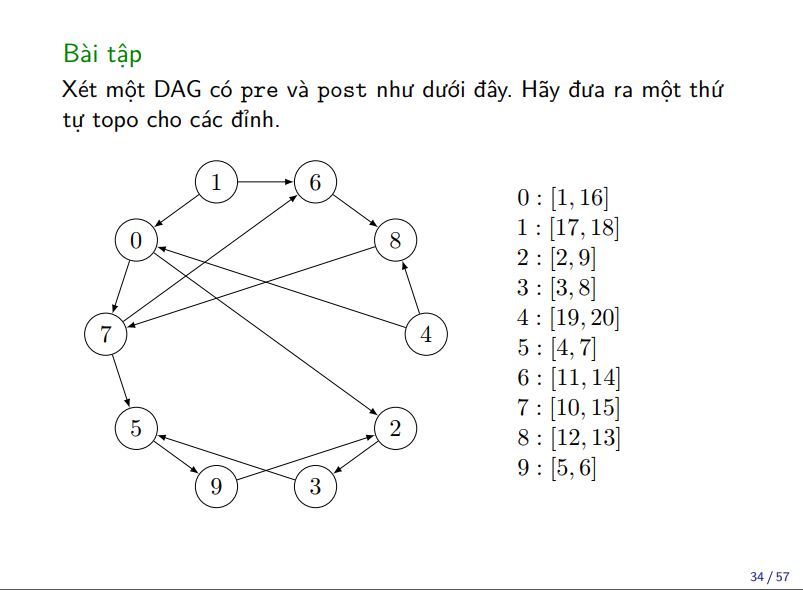 Bài tập
Xét một DAG có pre và post như dưới đây. Hãy đưa ra một thứ
tự topo cho các đỉnh.
1
6
0
8
7
4
5
2
9
3
0 : [1, 16]
1 : [17, 18]
2 : [2, 9]
3 : [3, 8]
4 : [19, 20]
5 : [4, 7]
6 : [11, 14]
7 : [10, 15]
8 : [12, 13]
9 : [5, 6]
34 / 57